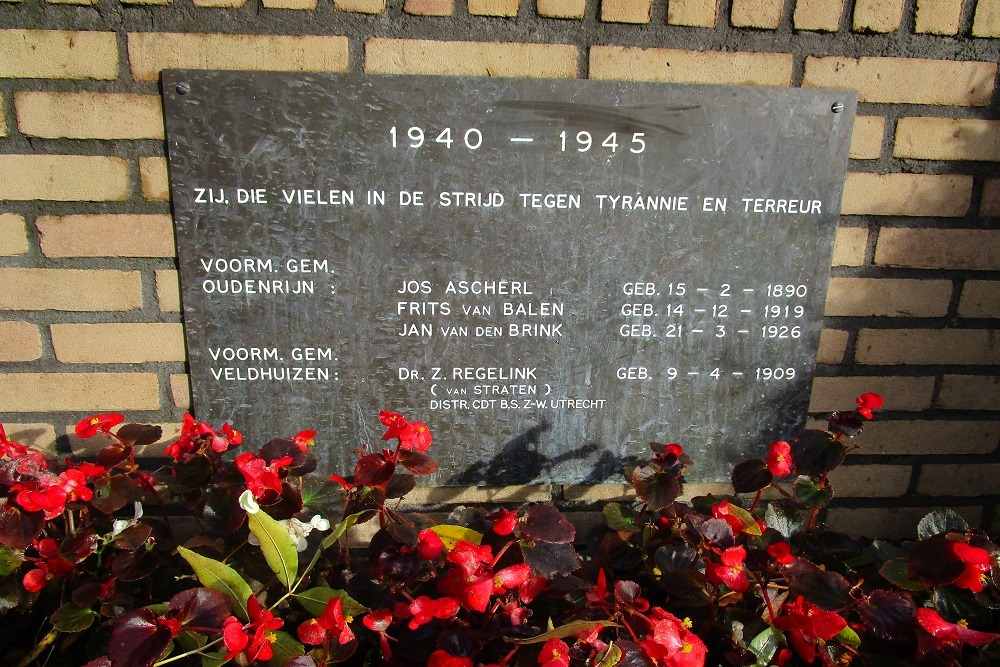 1940 – 1945
ZIJ, DIE VIELEN IN DE STRIJD TEGEN TYRANNIE EN TERREUR
VOORM. GEM.
OUDENRIJN : JOS ASCHERL GEB. 15 - 2 - 1890
FRITS VAN BALEN GEB. 14 - 12 - 1919
JAN VAN DEN BRINK GEB. 21 - 3 - 1926
VOORM. GEM.
VELDHUIZEN : DR. Z. REGELINK GEB. 9 - 4 - 1909
( VAN STRATEN )
DISTR. CDT B.S. Z-W. UTRECHT